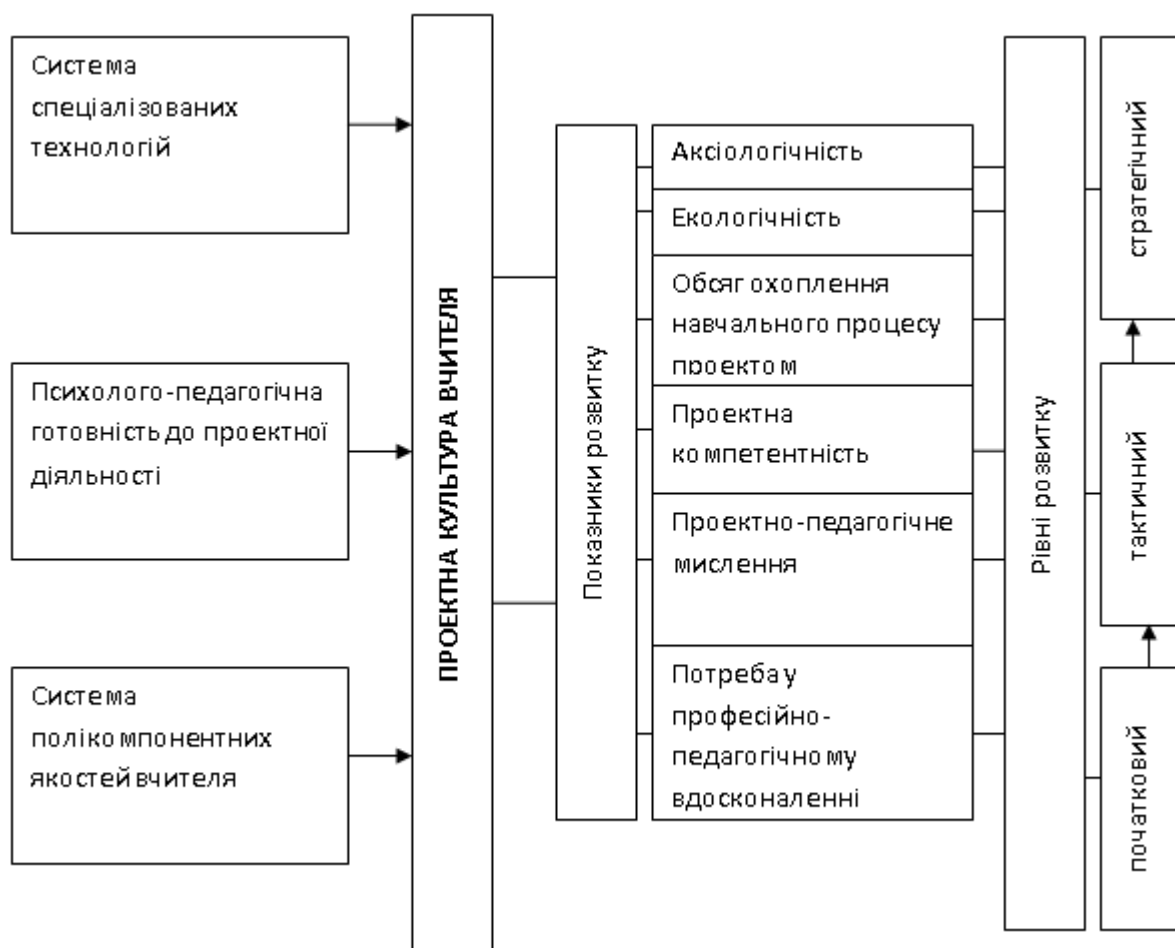 Система
спеціалізованих
технологій
Психолого-педагогічна
готовність до проектної
діяльності
Система
полікомпонентних
якостей вчителя
ПРОЕКТНА КУЛЬТУРА ВЧИТЕЛЯ
Показники розвитку
Аксіологічність
Екологічність
Обсяг охоплення
навчального процесу
проектом
Проектна
компетентність
Проектно-педагогічне
мислення
Потреба у
професійно-
педагогічному
вдосконаленні
Рівні розвитку
стратегічний
тактичний
початковий